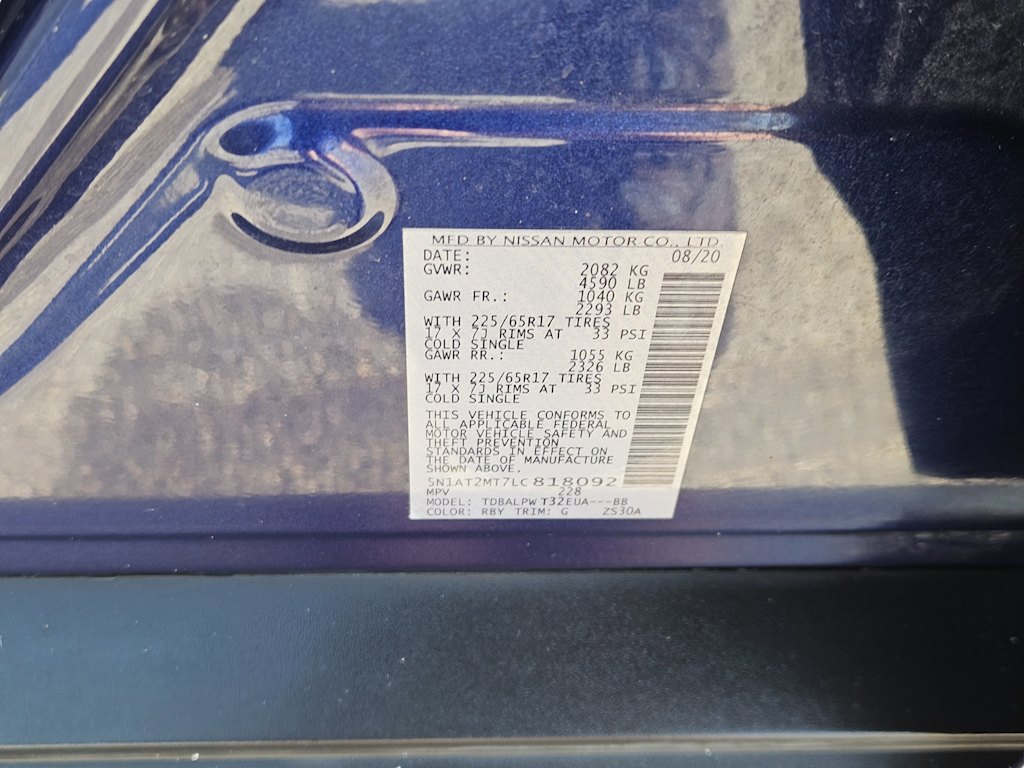 MFD BY NISSAN MOTOR CO., LTD.
DATE: 08/20
GVWR: 2082 KG
4590 LB
GAWR FR.: 1040 KG
2293 LB
WITH 225/65R17 TIRES
17 X 7J RIMS AT 33 PSI
COLD SINGLE
GAWR RR.: 1055 KG
2326 LB
WITH 225/65R17 TIRES
17 X 7J RIMS AT 33 PSI
COLD SINGLE
THIS VEHICLE CONFORMS TO
ALL APPLICABLE FEDERAL
MOTOR VEHICLE SAFETY AND
THEFT PREVENTION
STANDARDS IN EFFECT ON
THE DATE OF MANUFACTURE
SHOWN ABOVE.
5N1AT2MT7LC818092
MPV 228
MODEL: TDBALPWT32EUA---BB
COLOR: RBY TRIM: G ZS30A